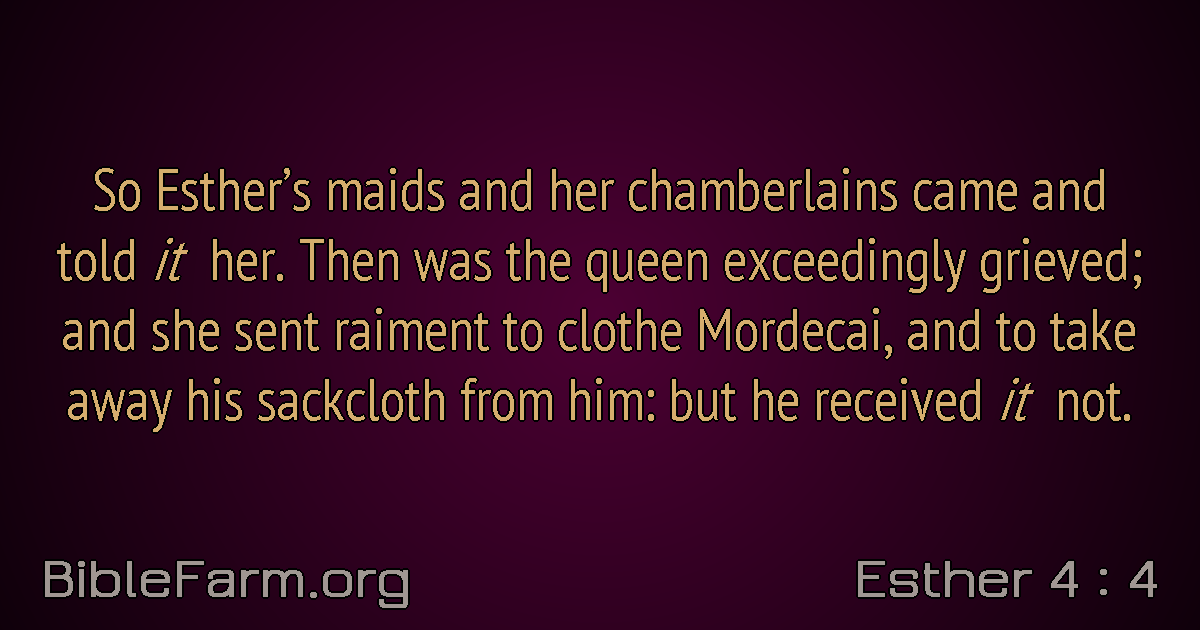 So Esther’s maids and her chamberlains came and
told it her. Then was the queen exceedingly grieved;
and she sent raiment to clothe Mordecai, and to take
away his sackcloth from him: but he received it not.
BibleFarm.org
Esther 4 : 4